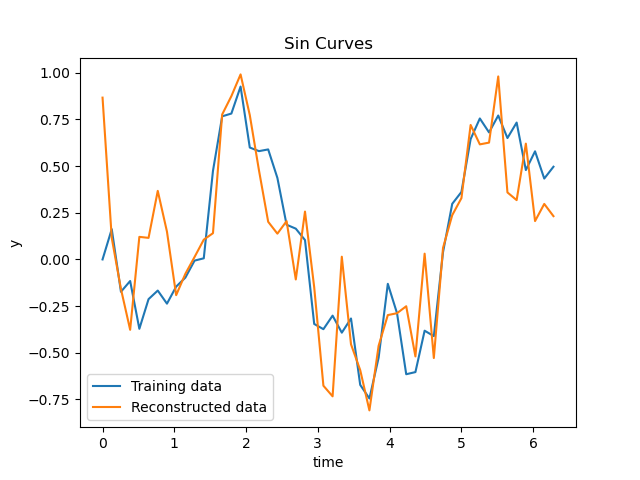 Sin Curves
1.00
0.75
0.50
0.25
0.00
−0.25
−0.50
−0.75
y
Training data
Reconstructed data
0 1 2 3 4 5 6
time